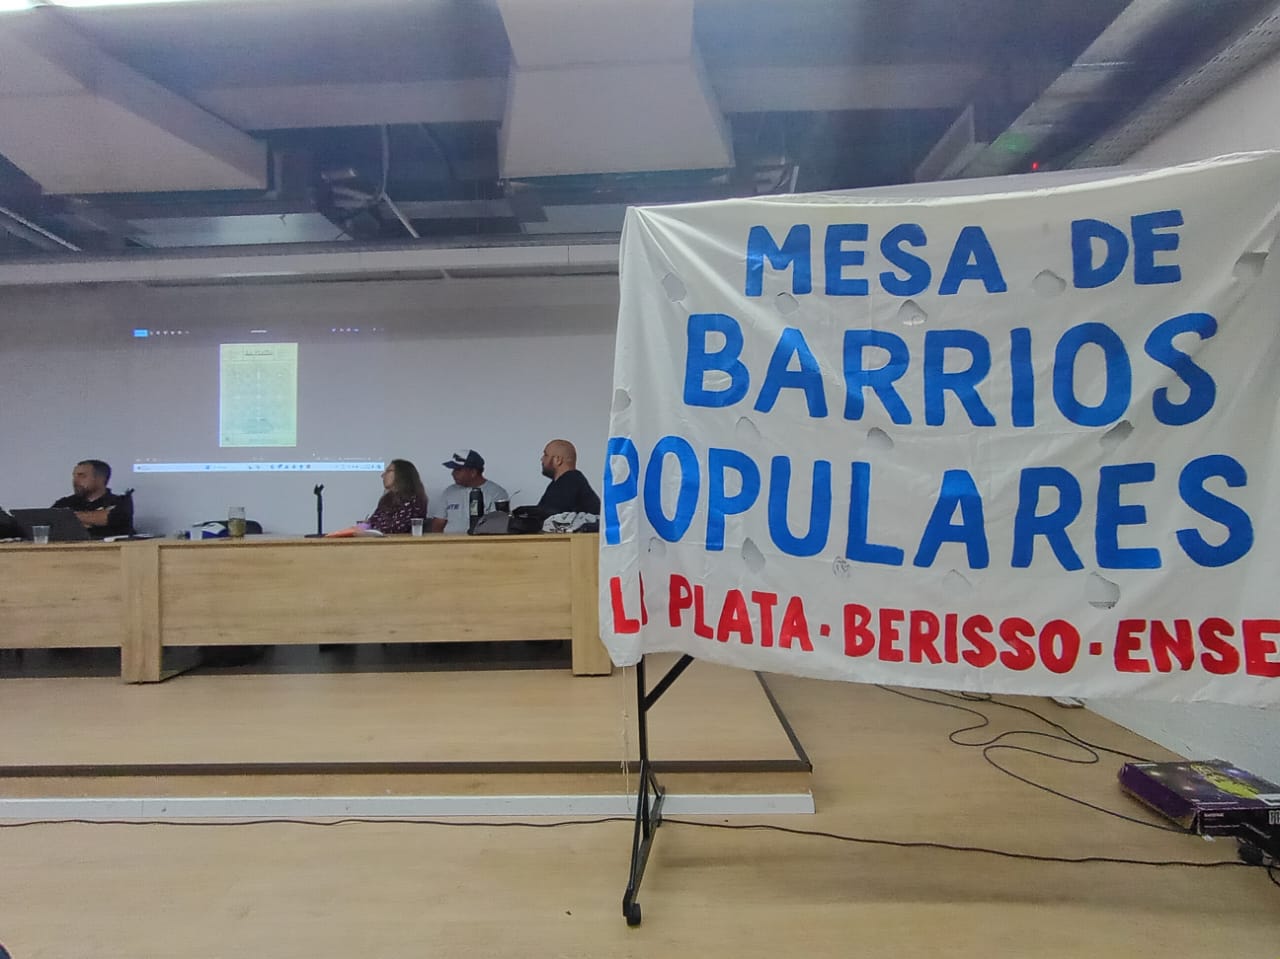 MESA DE
BARRIOS
POPULARES
LA PLATA · BERISSO · ENSE